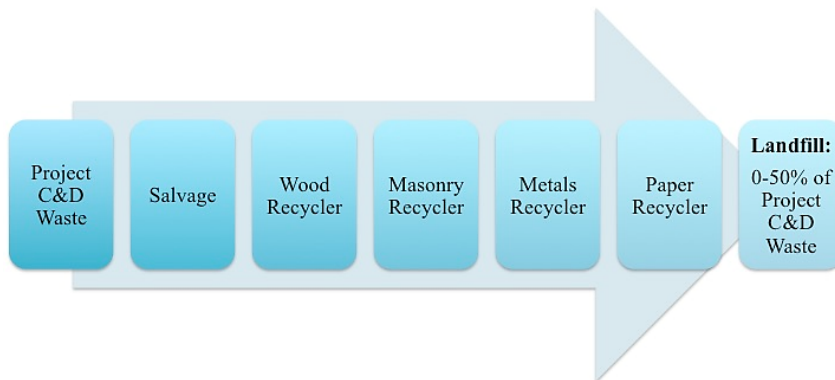 Project
C&D
Waste
Salvage
Wood
Recycler
Masonry
Recycler
Metals
Recycler
Paper
Recycler
Landfill:
0-50% of
Project
C&D
Waste